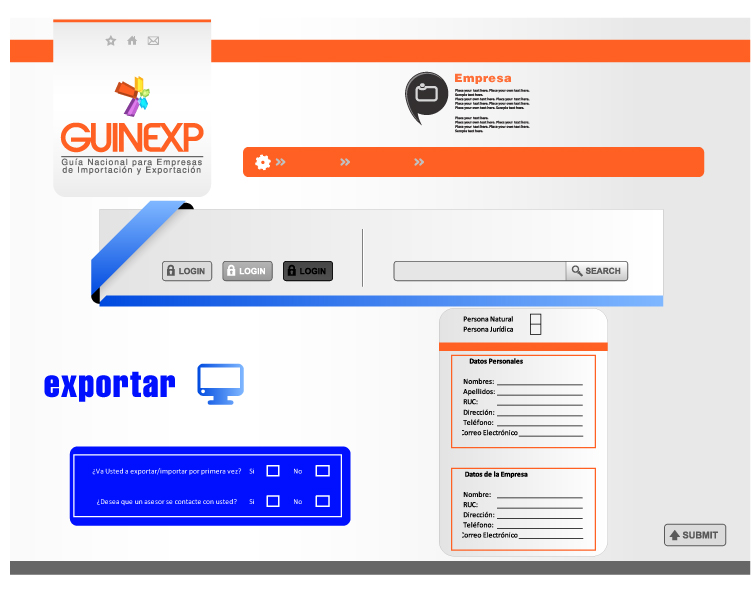 GUINEXP
Guía Nacional para Empresas
de Importación y Exportación
Empresa
Place your text here. Place your own text here.
Sample text here.
Place your own text here. Place your text here.
Place your text here. Place your own text here.
Place your own text here. Sample text here.
Place your text here.
Place your own text here. Place your text here.
Place your text here. Place your own text here.
Sample text here.
LOGIN
LOGIN
LOGIN
SEARCH
Persona Natural
Persona Jurídica
Datos Personales
Nombres:
Apellidos:
RUC:
Dirección:
Teléfono:
Correo Electrónico
exportar
¿Va Usted a exportar/importar por primera vez? Si No
¿Desea que un asesor se contacte con usted? Si No
Datos de la Empresa
Nombre:
RUC:
Dirección:
Teléfono:
Correo Electrónico
SUBMIT